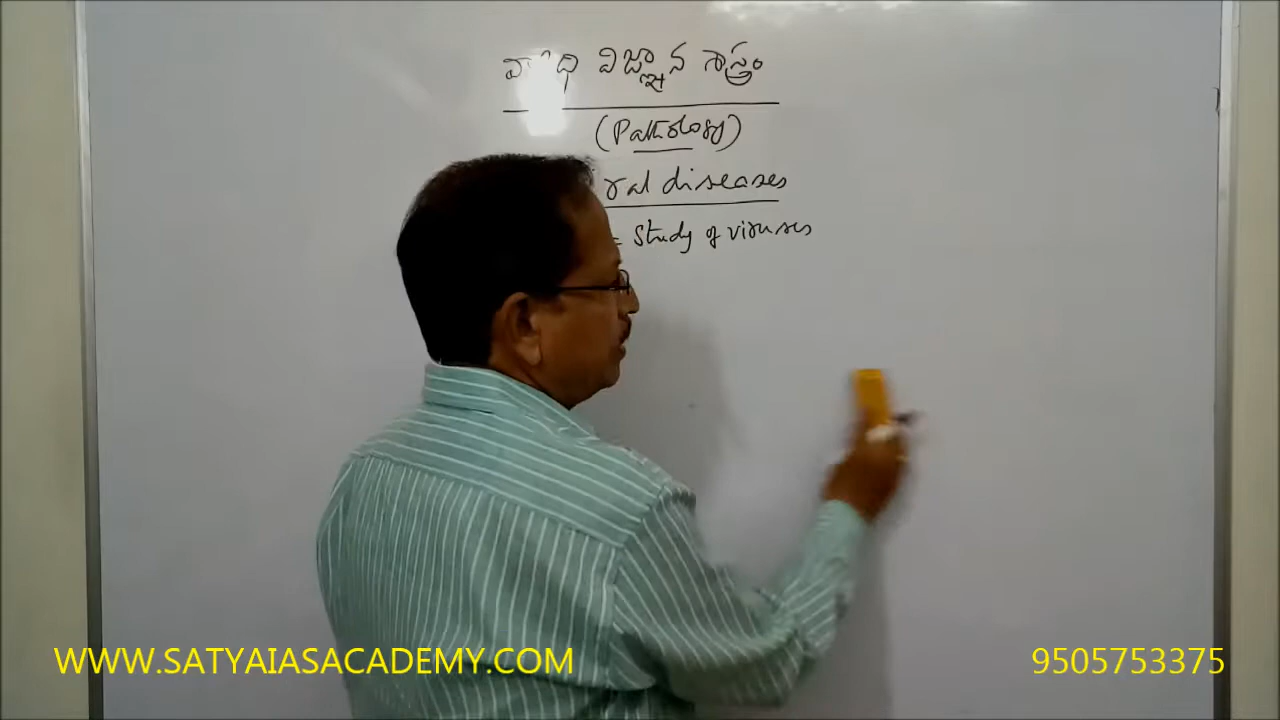 వ్యాధి విజ్ఞాన శాస్త్రం
(Pathology)
ral diseases
= Study of viruses
WWW.SATYAIASACADEMY.COM
9505753375